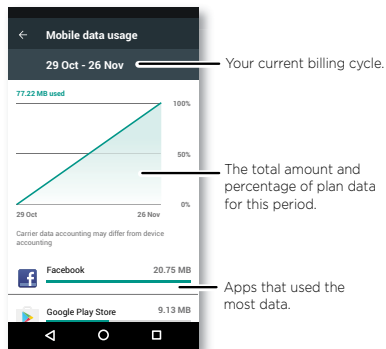 ← Mobile data usage
29 Oct - 26 Nov
Your current billing cycle.
77.22 MB used
100%
50%
The total amount and
percentage of plan data
for this period.
0%
29 Oct 26 Nov
Carrier data accounting may differ from device
accounting
Facebook 20.75 MB
Apps that used the
most data.
Google Play Store 9.13 MB